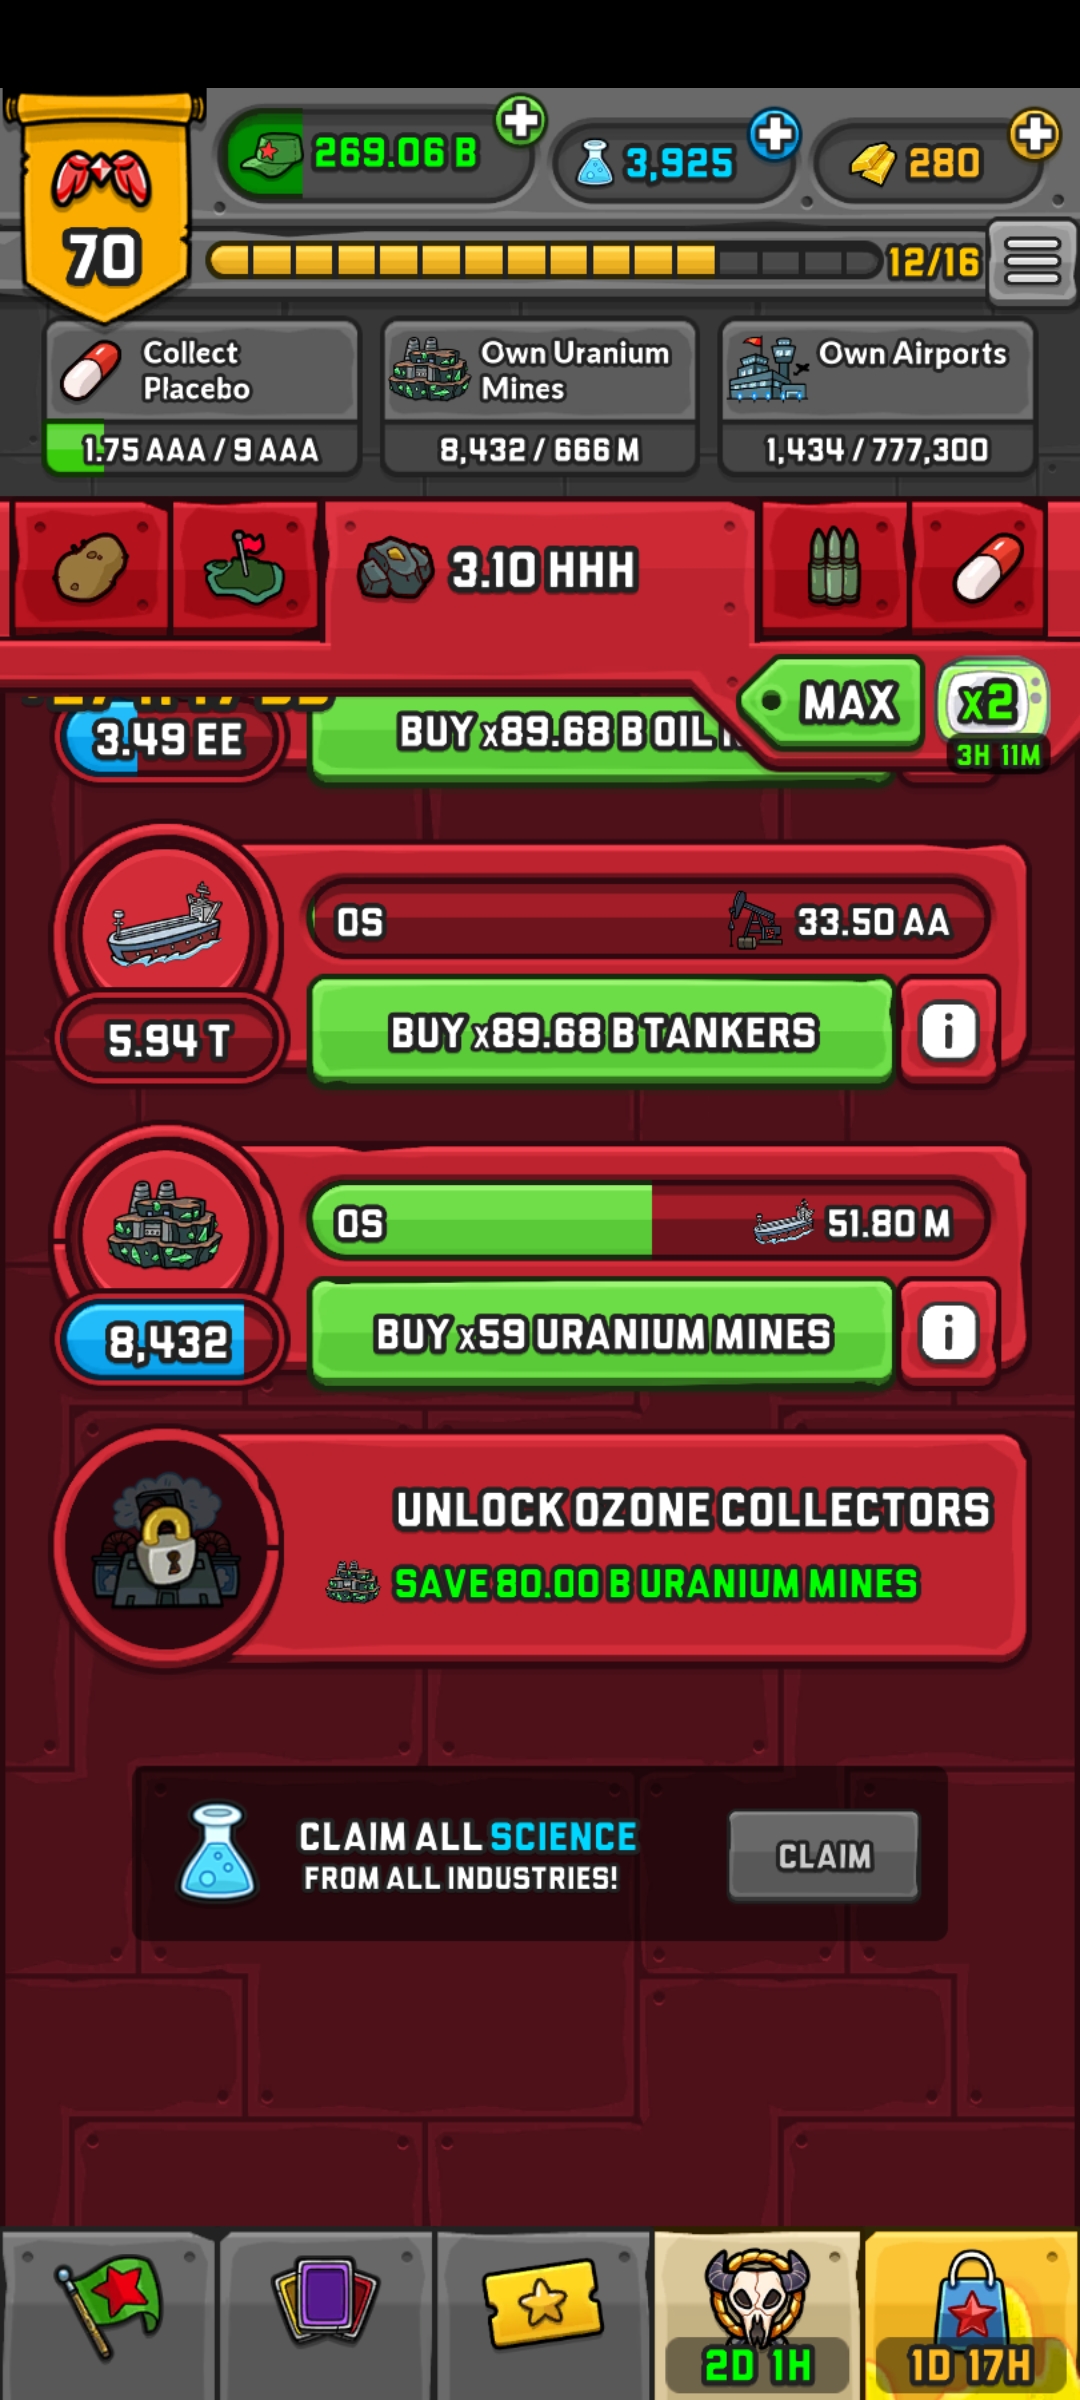 269.06 B
3,925
280
70
12/16
Collect
Placebo
Own Uranium
Mines
Own Airports
1.75 AAA / 9 AAA
8,432 / 666 M
1,434 / 777,300
3.10 HHH
MAX
x2
3H 11M
3.49 EE
BUY x89.68 B OIL
0S
33.50 AA
5.94 T
BUY x89.68 B TANKERS
i
0S
51.80 M
8,432
BUY x59 URANIUM MINES
i
UNLOCK OZONE COLLECTORS
SAVE 80.00 B URANIUM MINES
CLAIM ALL SCIENCE
FROM ALL INDUSTRIES!
CLAIM
2D 1H
1D 17H